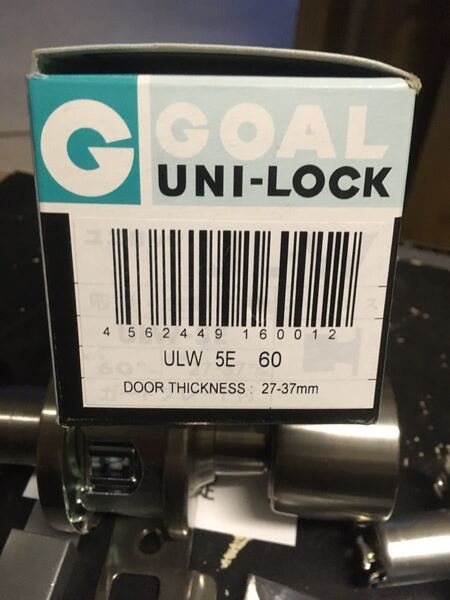 G GOAL
UNI-LOCK
4 562449 160012
ULW 5E 60
DOOR THICKNESS : 27-37mm